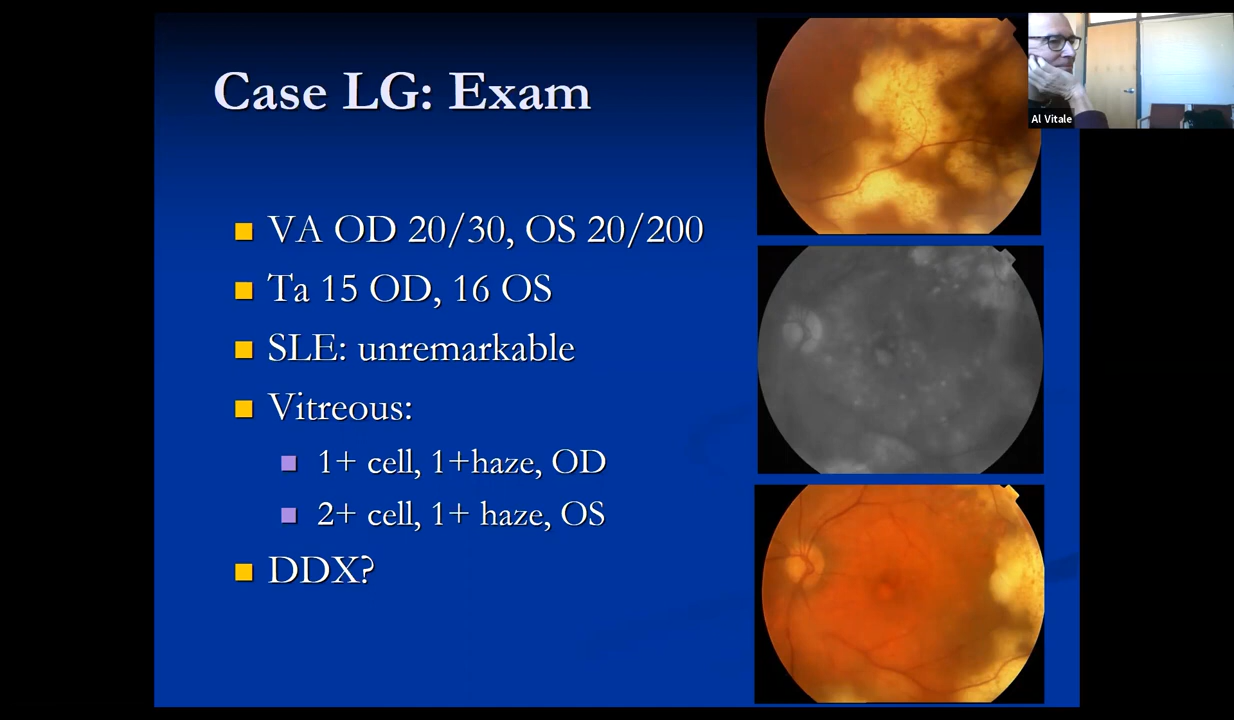 Case LG: Exam
VA OD 20/30, OS 20/200
Ta 15 OD, 16 OS
SLE: unremarkable
Vitreous:
1+ cell, 1+haze, OD
2+ cell, 1+ haze, OS
DDX?
Al Vitale